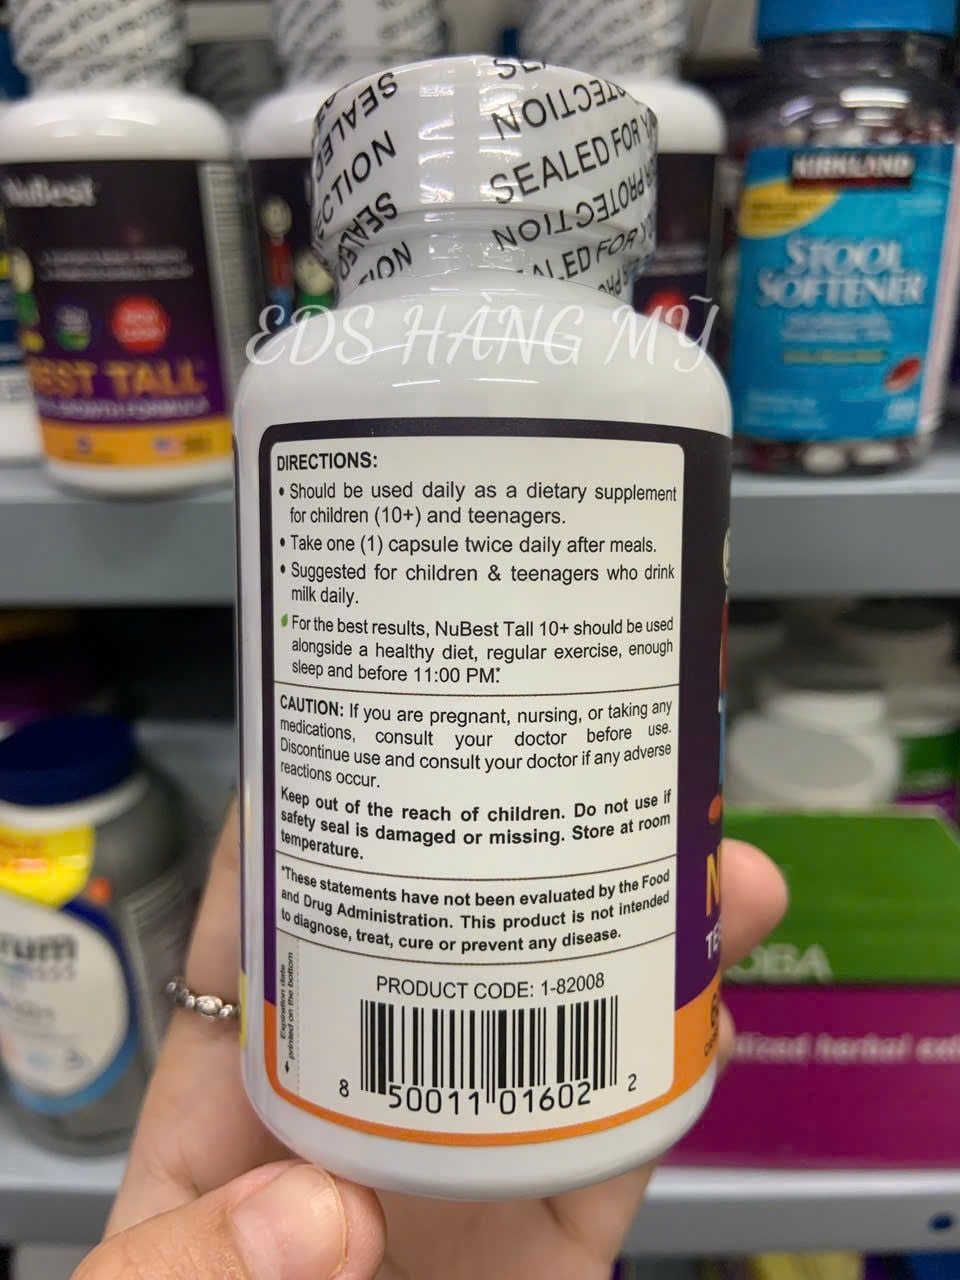 SEALED FOR
PROTECTION
NuBest
BEST TALL
KIRKLAND
STOOL
SOFTENER
EDS HÀNG MỸ
DIRECTIONS:
• Should be used daily as a dietary supplement
for children (10+) and teenagers.
• Take one (1) capsule twice daily after meals.
• Suggested for children & teenagers who drink
milk daily.
For the best results, NuBest Tall 10+ should be used
alongside a healthy diet, regular exercise, enough
sleep and before 11:00 PM.*
CAUTION: If you are pregnant, nursing, or taking any
medications, consult your doctor before use.
Discontinue use and consult your doctor if any adverse
reactions occur.
Keep out of the reach of children. Do not use if
safety seal is damaged or missing. Store at room
temperature.
*These statements have not been evaluated by the Food
and Drug Administration. This product is not intended
to diagnose, treat, cure or prevent any disease.
Expiration date
printed on the bottom
PRODUCT CODE: 1-82008
8 50011 01602 2